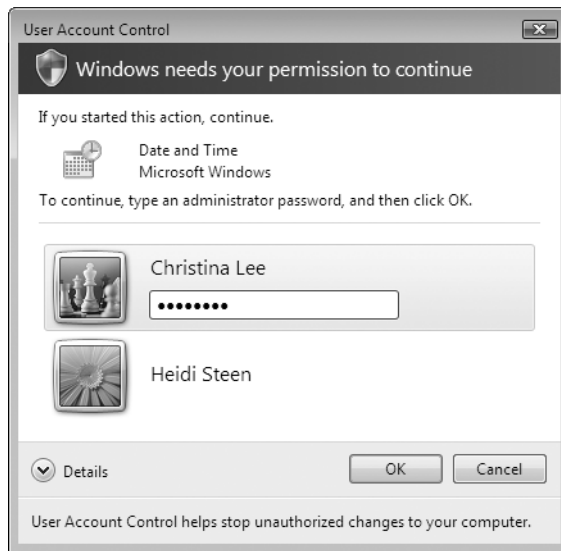 User Account Control
Windows needs your permission to continue
If you started this action, continue.
Date and Time
Microsoft Windows
To continue, type an administrator password, and then click OK.
Christina Lee
••••••••
Heidi Steen
Details
OK
Cancel
User Account Control helps stop unauthorized changes to your computer.